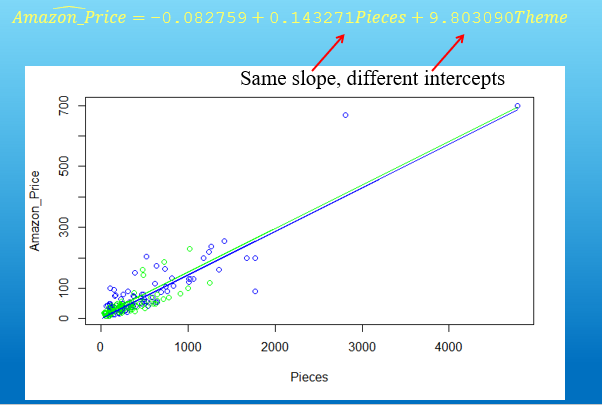 Amazon_Price = −0.082759 + 0.143271Pieces + 9.803090Theme
Same slope, different intercepts
700
500
300
100
0
Amazon_Price
0 1000 2000 3000 4000
Pieces